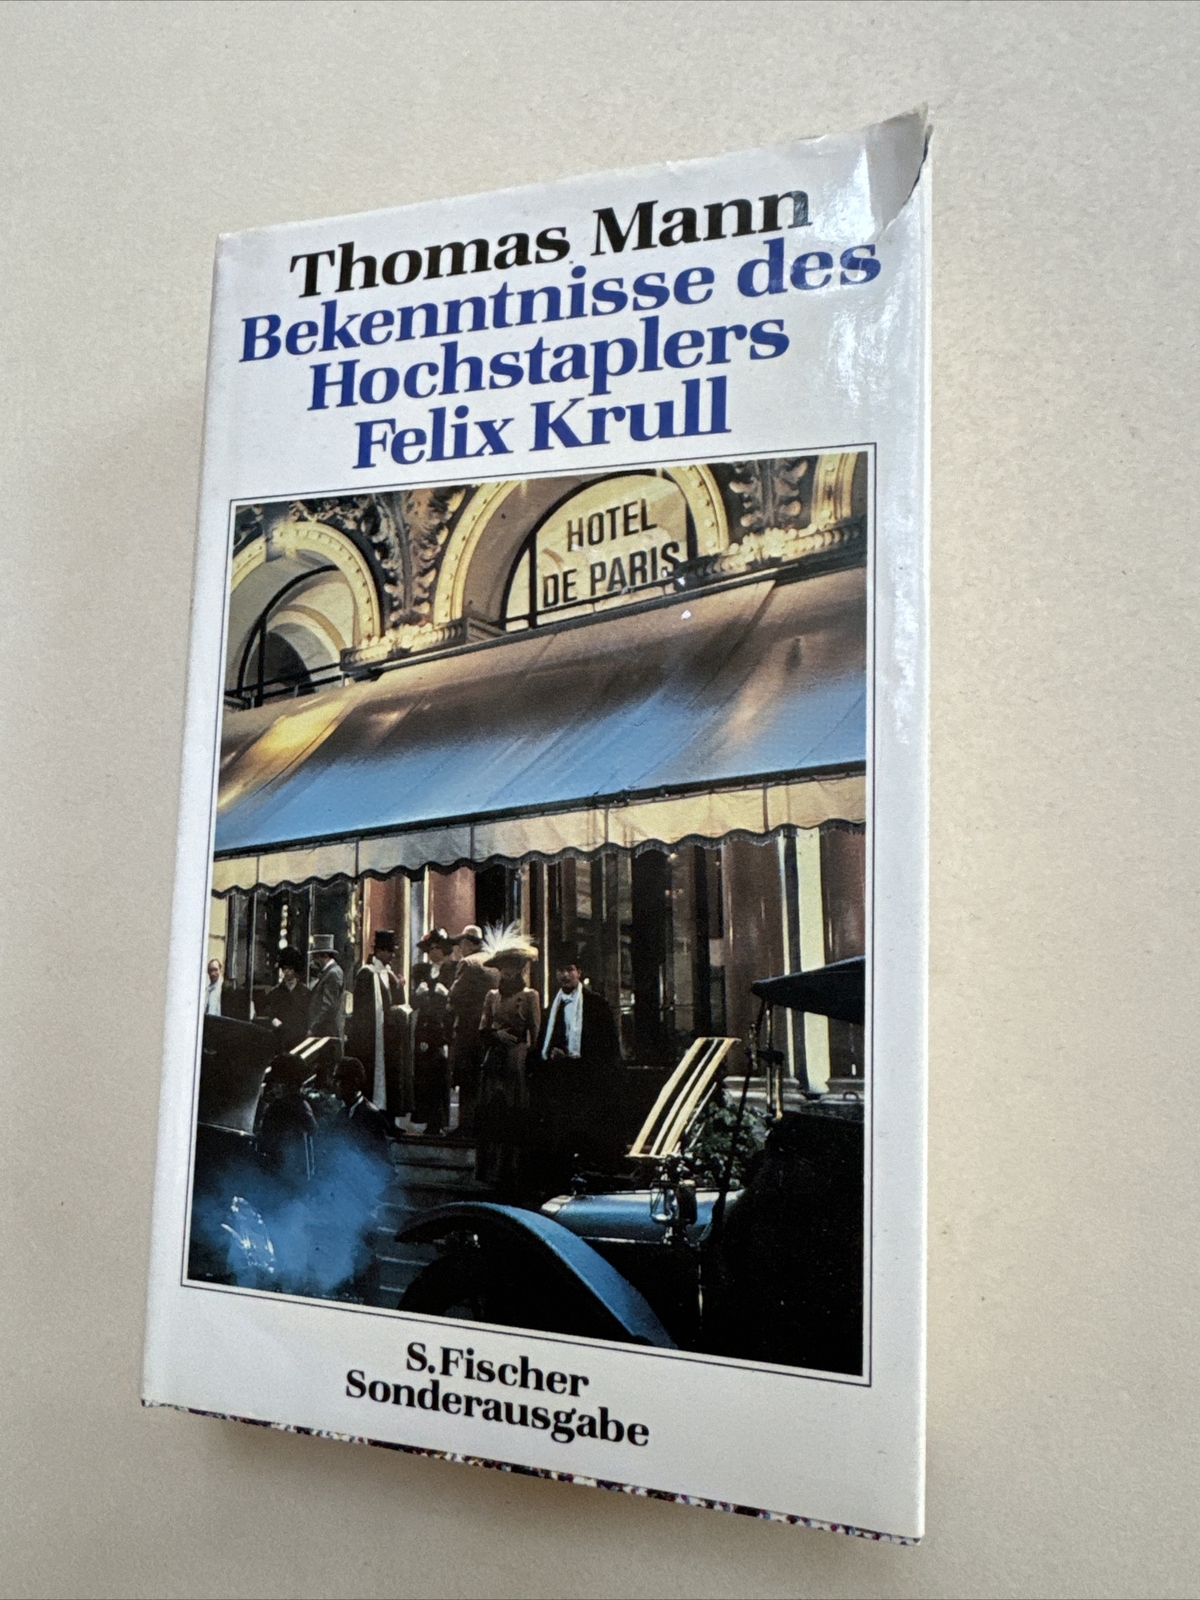 Thomas Mann
Bekenntnisse des
Hochstaplers
Felix Krull
HOTEL
DE PARIS
S.Fischer
Sonderausgabe